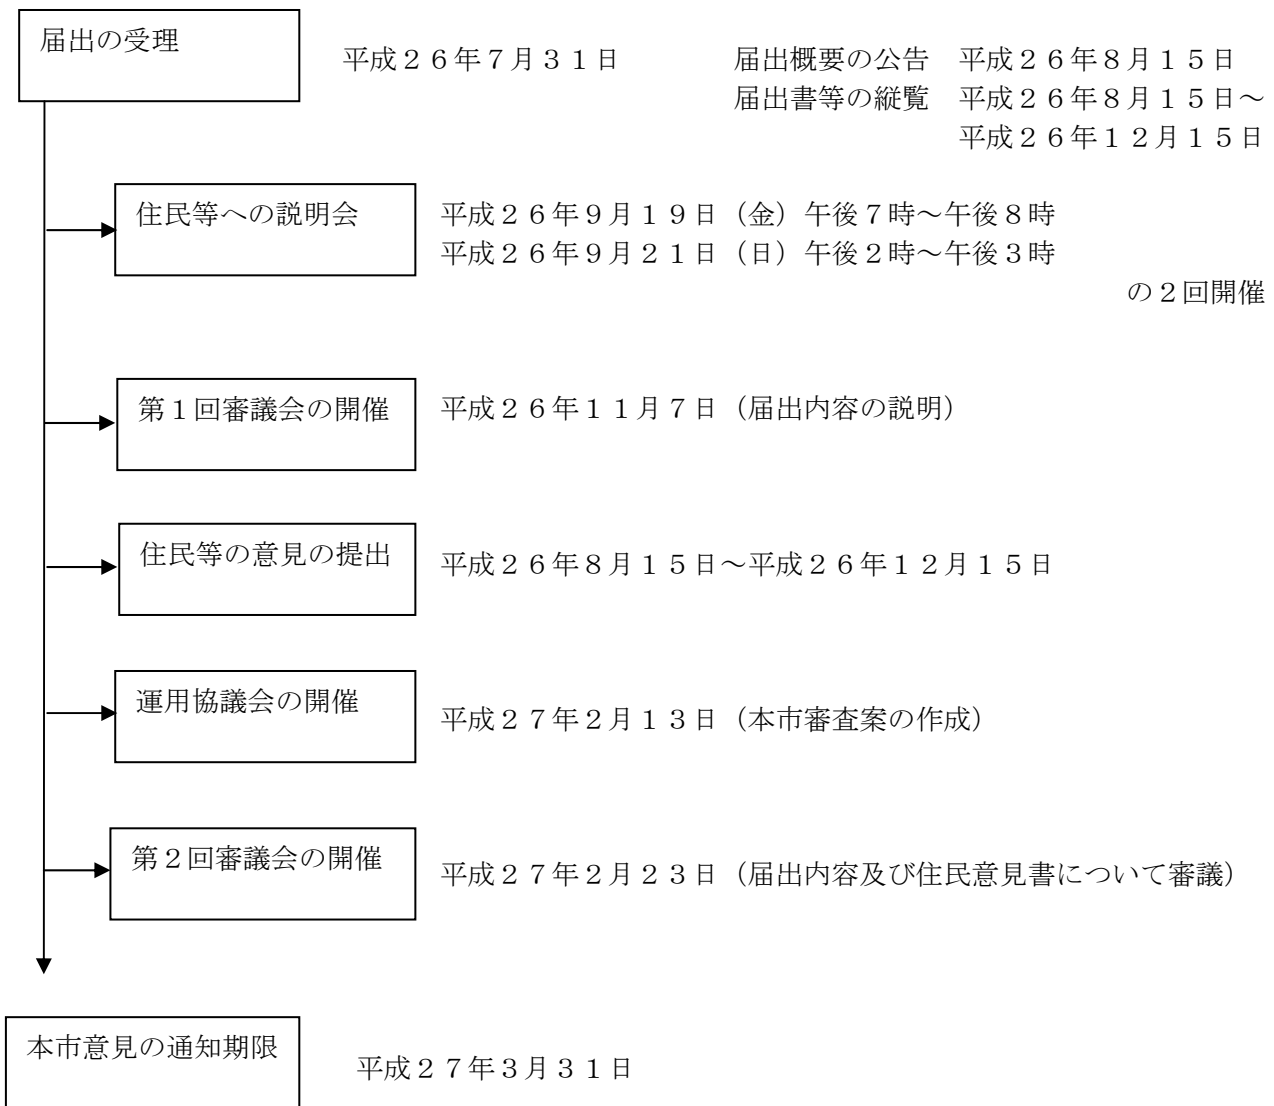 届出の受理
平成２６年７月３１日
届出概要の公告　平成２６年８月１５日
届出書等の縦覧　平成２６年８月１５日～
平成２６年１２月１５日
住民等への説明会
平成２６年９月１９日（金）午後７時～午後８時
平成２６年９月２１日（日）午後２時～午後３時
の２回開催
第１回審議会の開催
平成２６年１１月７日（届出内容の説明）
住民等の意見の提出
平成２６年８月１５日～平成２６年１２月１５日
運用協議会の開催
平成２７年２月１３日（本市審査案の作成）
第２回審議会の開催
平成２７年２月２３日（届出内容及び住民意見書について審議）
本市意見の通知期限
平成２７年３月３１日